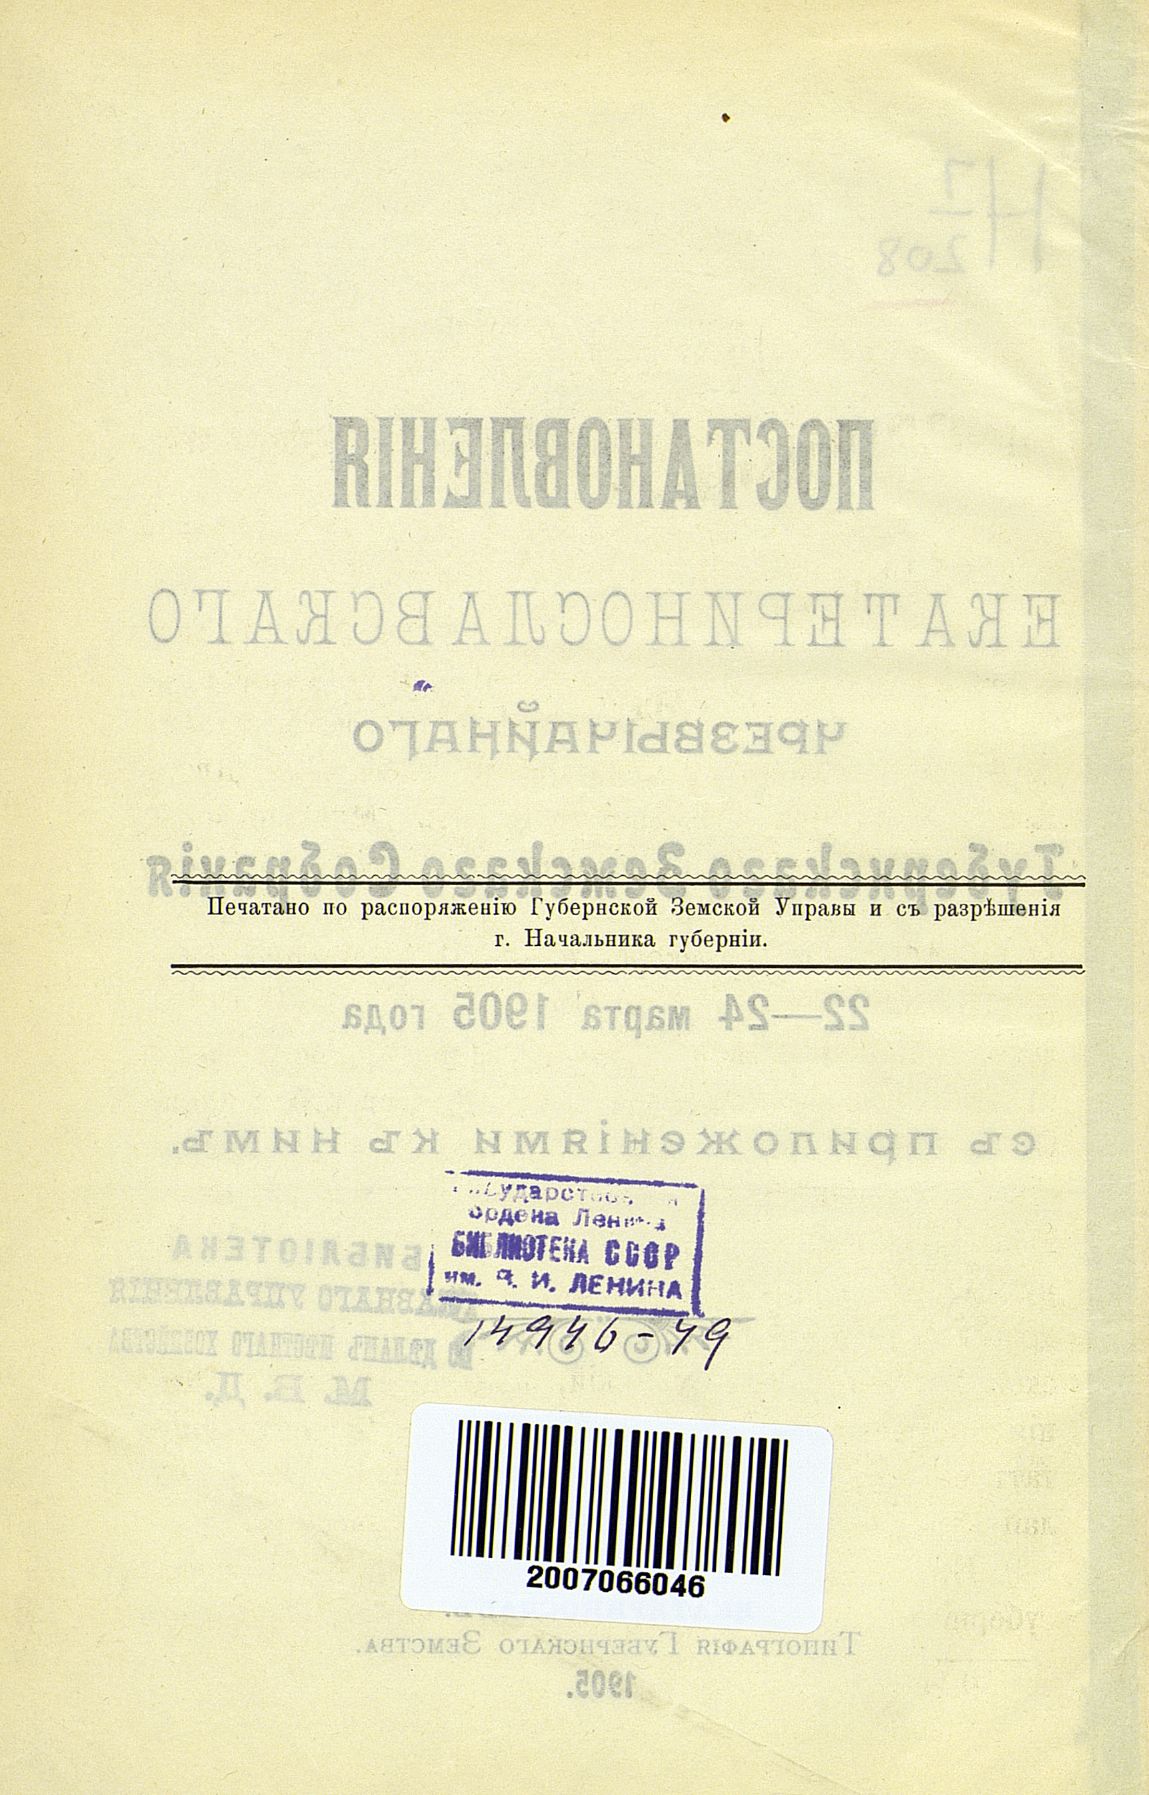 Н 7
208
ПОСТАНОВЛЕНІЯ
ЕКАТЕРИНОСЛАВСКАГО
ЧРЕЗВЫЧАЙНАГО
Губернскаго Земскаго Собранія
Печатано по распоряженію Губернской Земской Управы и съ разрѣшенія
г. Начальника губерніи.
22—24 марта 1905 года
съ приложеніями къ нимъ.
Государственная
ордена Ленина
БИБЛИОТЕКА СССР
им. В. И. ЛЕНИНА
14946-49
БИБЛІОТЕКА
ГЛАВНАГО УПРАВЛЕНІЯ
по дѣламъ мѣстнаго хозяйства
М. В. Д.
2007066046
Типографія Губернскаго Земства.
1905.